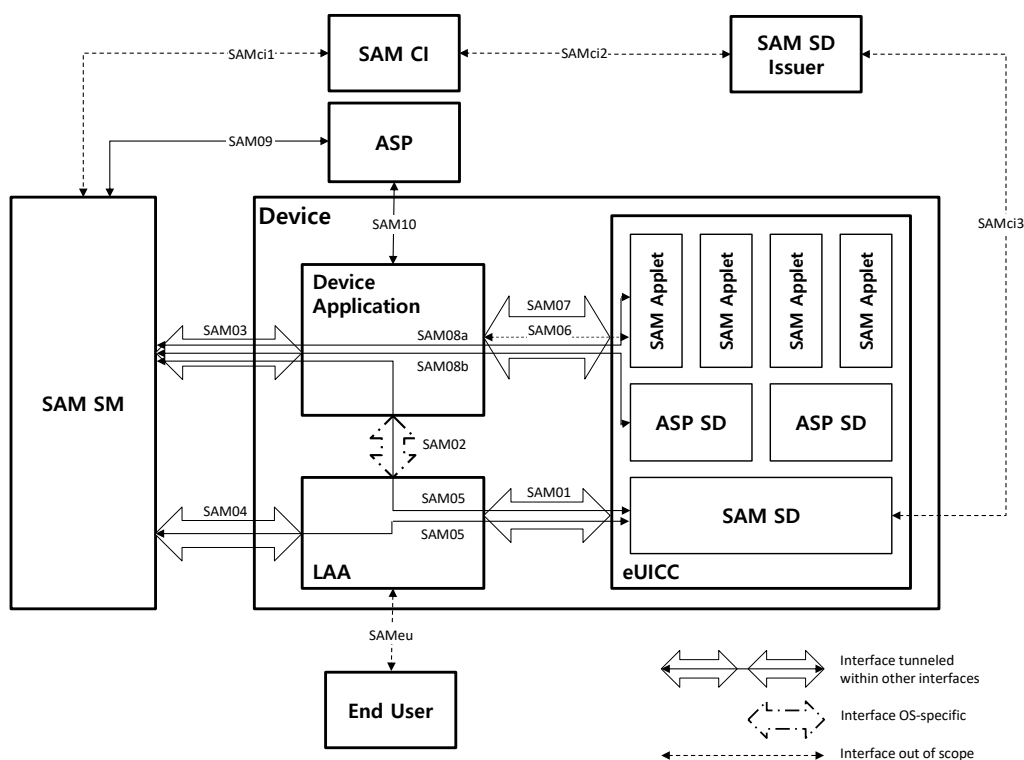 SAMci1
SAM CI
SAMci2
SAM SD
Issuer
SAM09
ASP
SAMci3
SAM10
Device
Device
Application
SAM Applet
SAM Applet
SAM Applet
SAM Applet
SAM07
SAM06
SAM03
SAM08a
SAM08b
SAM SM
ASP SD
ASP SD
SAM02
SAM04
SAM05
SAM01
SAM SD
SAM05
LAA
eUICC
SAMeu
End User
Interface tunneled
within other interfaces
Interface OS-specific
Interface out of scope